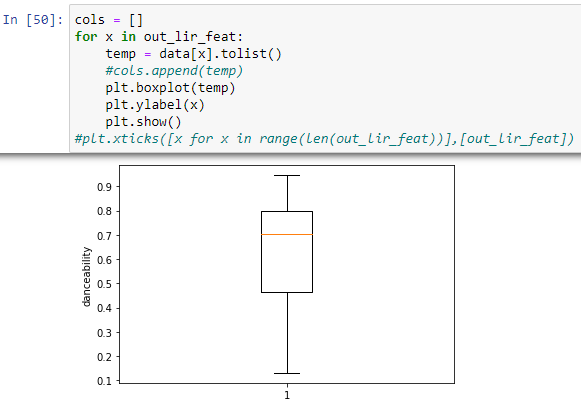 In [50]: cols = []
for x in out_lir_feat:
    temp = data[x].tolist()
    #cols.append(temp)
    plt.boxplot(temp)
    plt.ylabel(x)
    plt.show()
#plt.xticks([x for x in range(len(out_lir_feat))],[out_lir_feat])
0.9
0.8
0.7
0.6
0.5
0.4
0.3
0.2
0.1
danceability
1